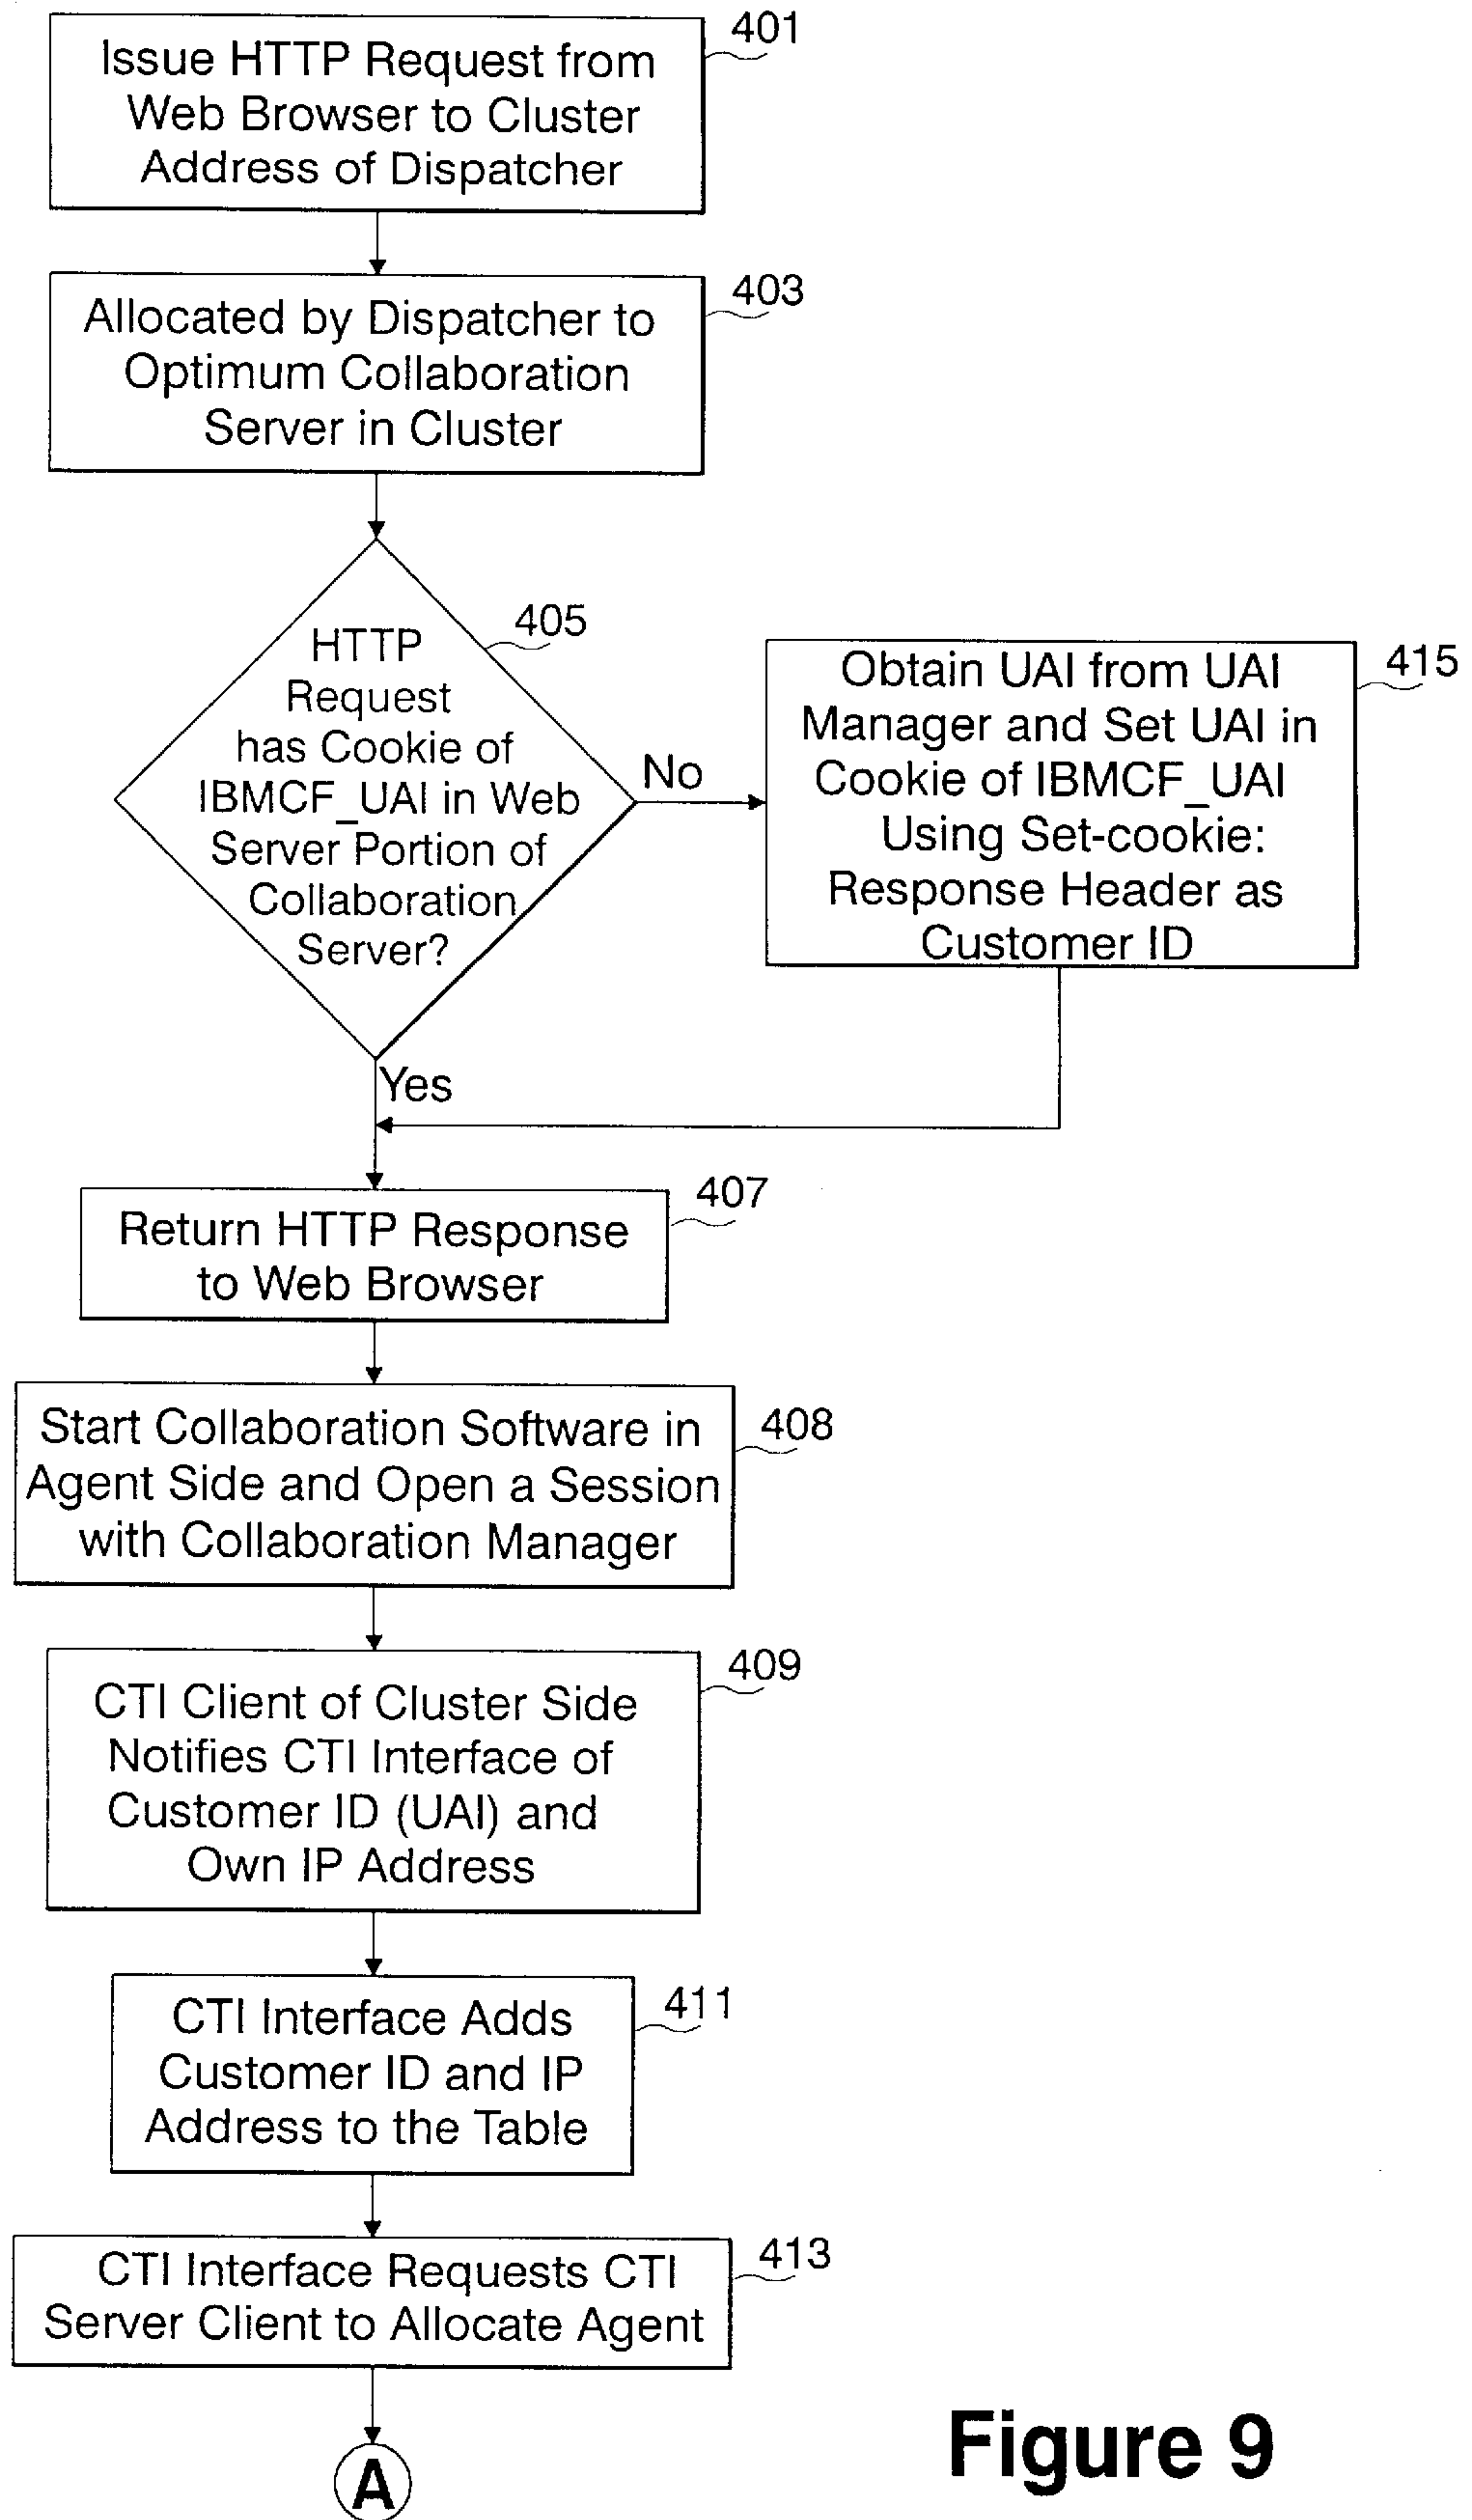 401
Issue HTTP Request from
Web Browser to Cluster
Address of Dispatcher
403
Allocated by Dispatcher to
Optimum Collaboration
Server in Cluster
405
HTTP
Request
has Cookie of
IBMCF_UAI in Web
Server Portion of
Collaboration
Server?
No
415
Obtain UAI from UAI
Manager and Set UAI in
Cookie of IBMCF_UAI
Using Set-cookie:
Response Header as
Customer ID
Yes
407
Return HTTP Response
to Web Browser
408
Start Collaboration Software in
Agent Side and Open a Session
with Collaboration Manager
409
CTI Client of Cluster Side
Notifies CTI Interface of
Customer ID (UAI) and
Own IP Address
411
CTI Interface Adds
Customer ID and IP
Address to the Table
413
CTI Interface Requests CTI
Server Client to Allocate Agent
A
Figure 9